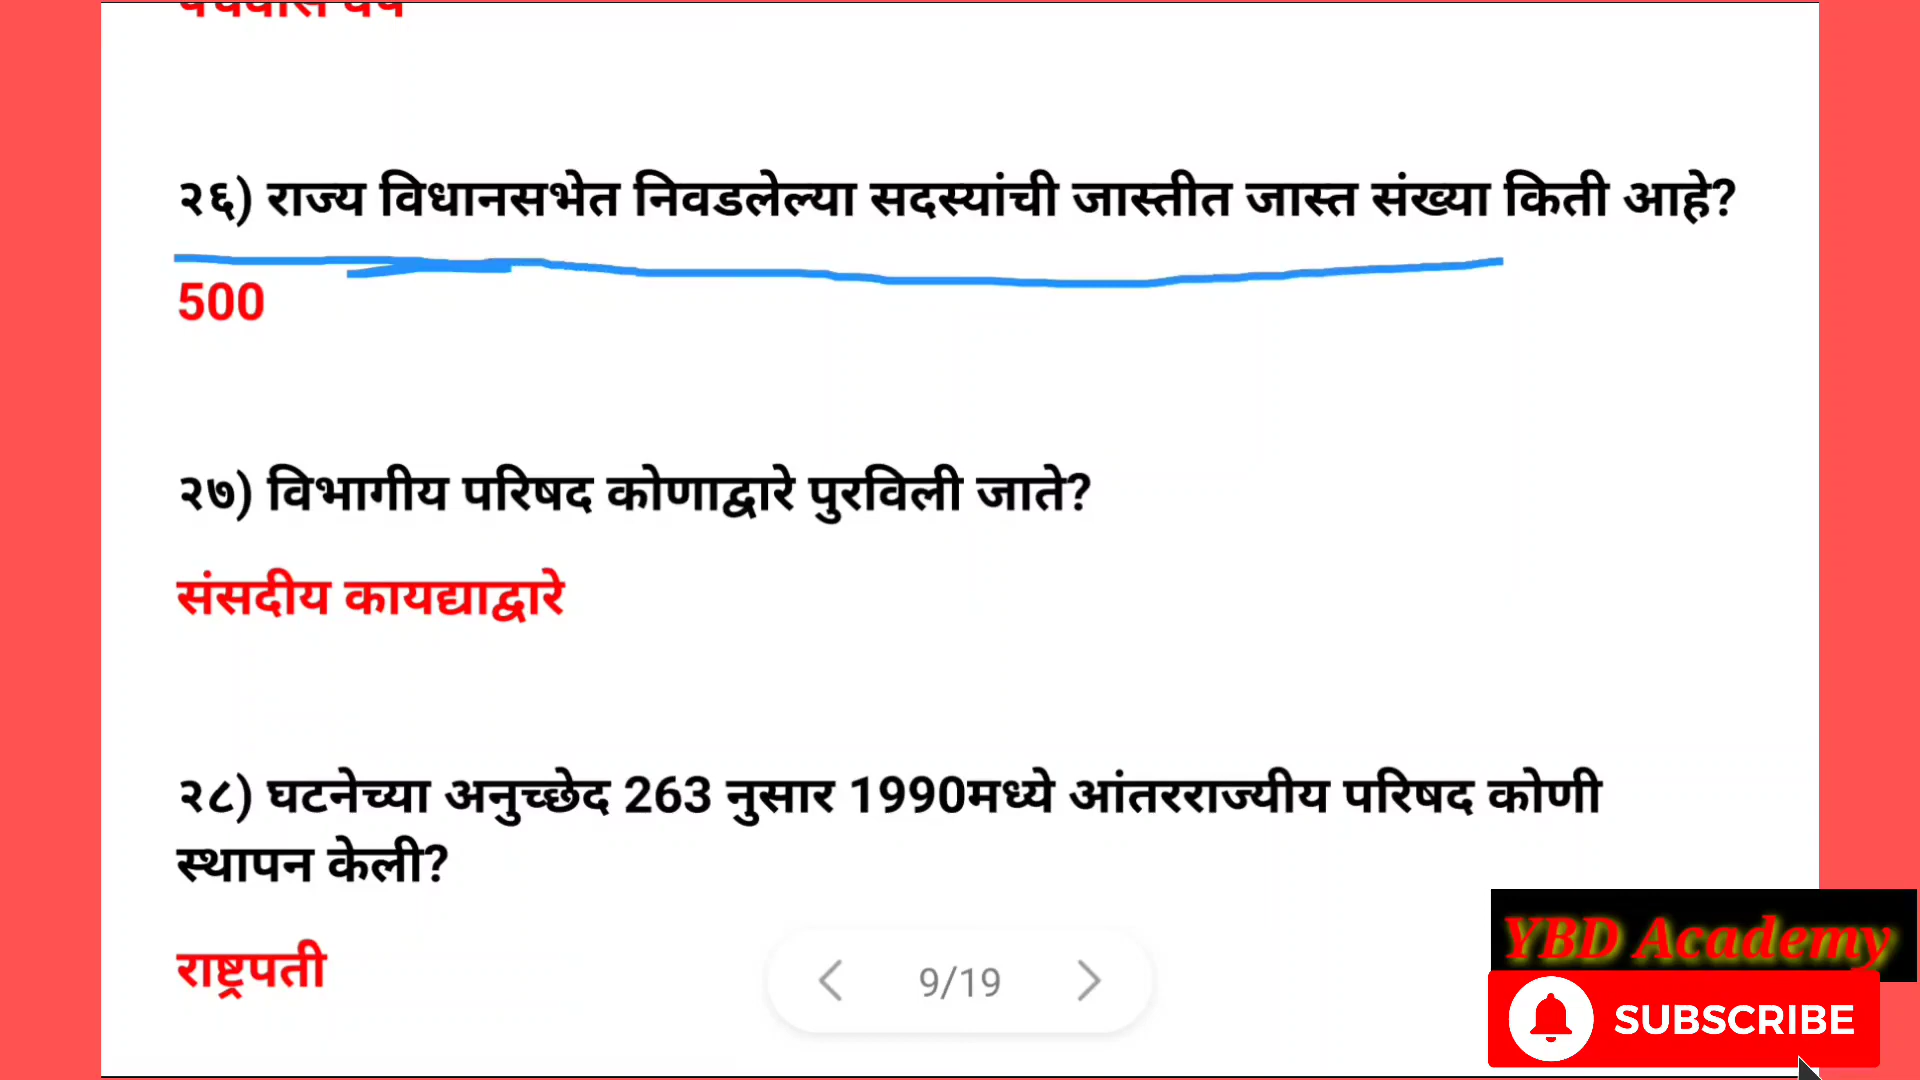 २६) राज्य विधानसभेत निवडलेल्या सदस्यांची जास्तीत जास्त संख्या किती आहे?
500
२७) विभागीय परिषद कोणाद्वारे पुरविली जाते?
संसदीय कायद्याद्वारे
२८) घटनेच्या अनुच्छेद 263 नुसार 1990मध्ये आंतरराज्यीय परिषद कोणी
स्थापन केली?
राष्ट्रपती
9/19
YBD Academy
SUBSCRIBE